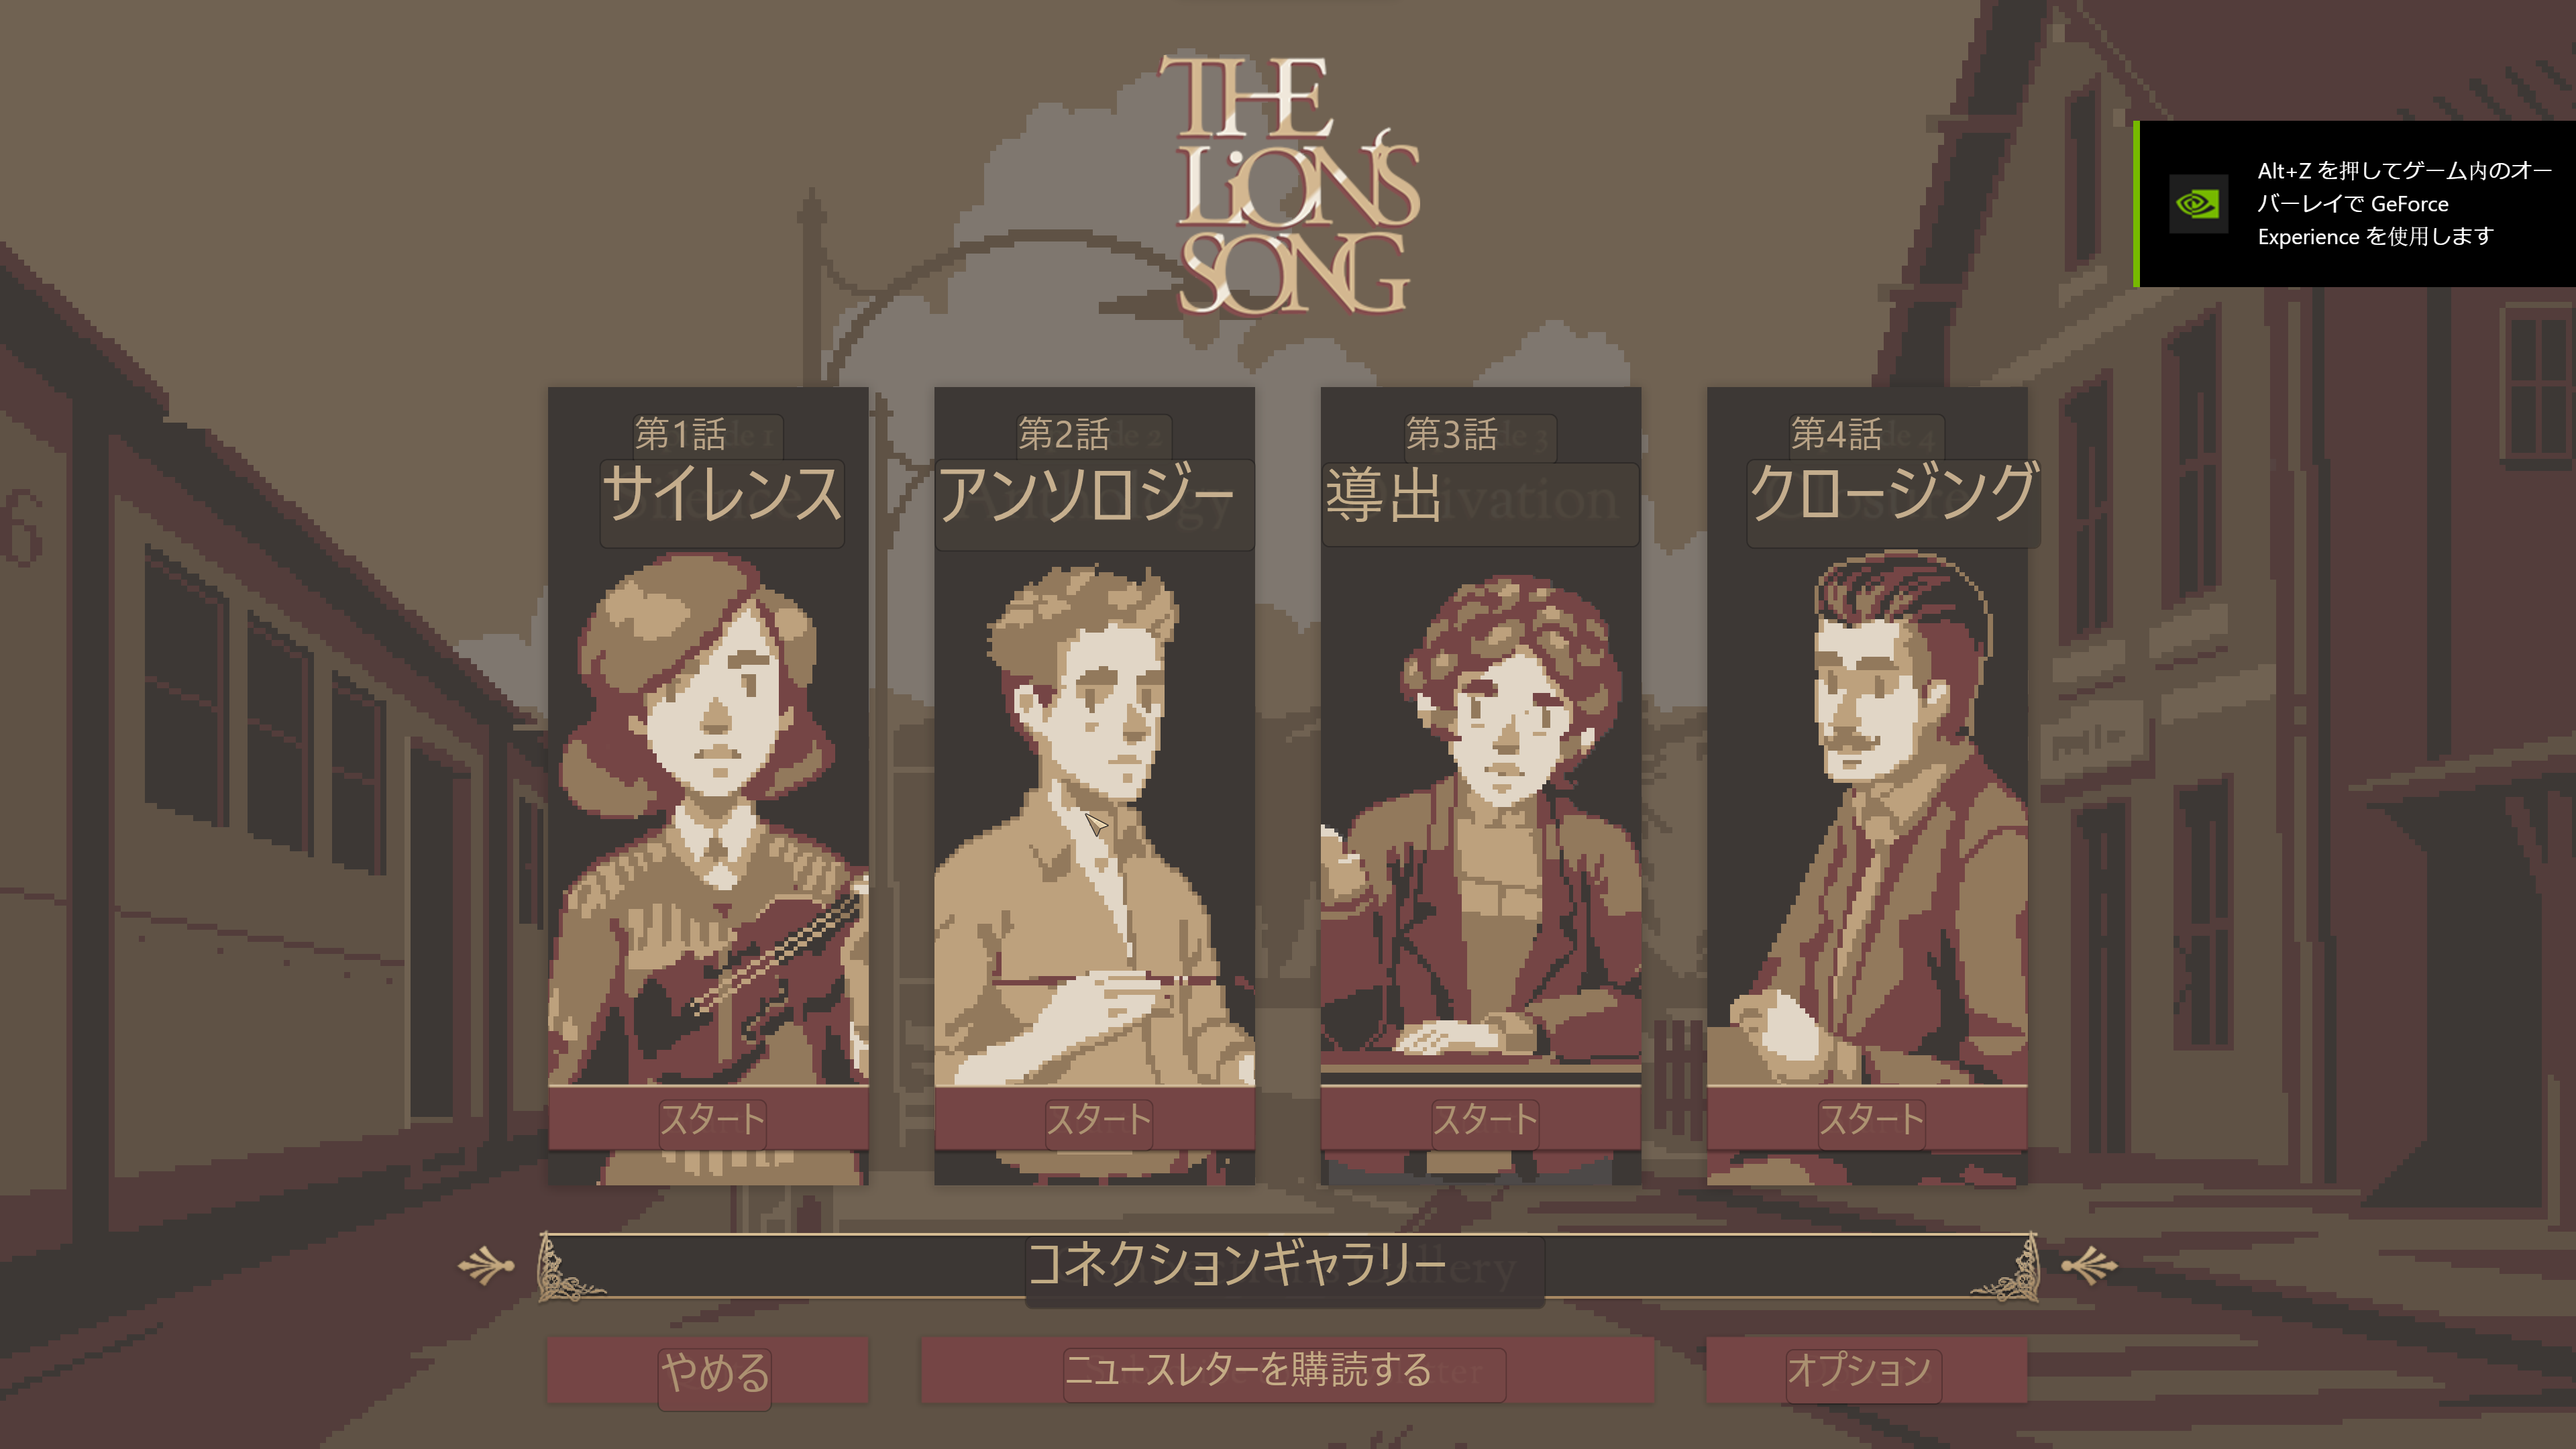 THE
LiON'S
SONG
Alt+Z を押してゲーム内のオー
バーレイで GeForce
Experience を使用します
6
第1話
サイレンス
スタート
第2話
アンソロジー
スタート
第3話
導出
スタート
第4話
クロージング
スタート
コネクションギャラリー
やめる
ニュースレターを購読する
オプション